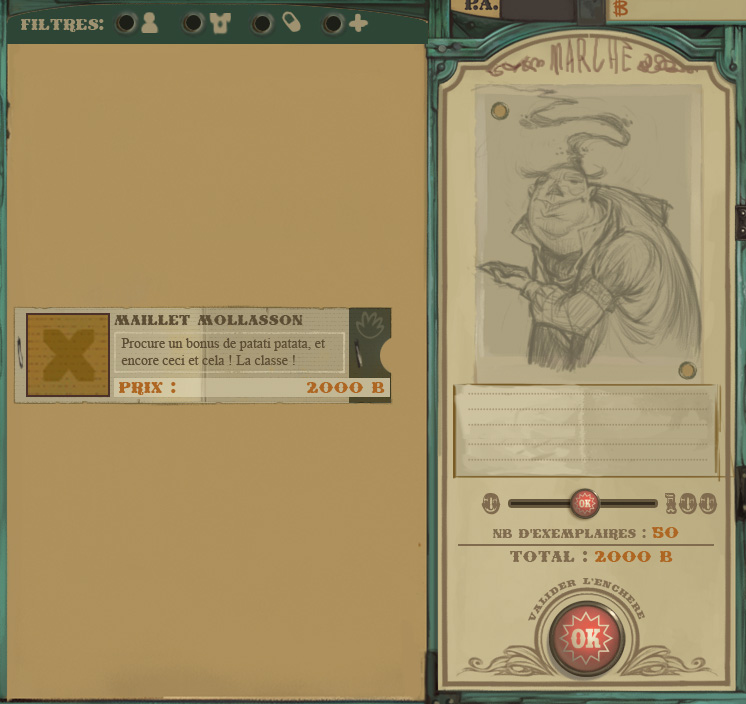 FILTRES:
P.A.
B
MARCHE
MAILLET MOLLASSON
Procure un bonus de patati patata, et
encore ceci et cela ! La classe !
PRIX : 2000 B
0 OK 100
NB D'EXEMPLAIRES : 50
TOTAL : 2000 B
VALIDER L'ENCHERE
OK